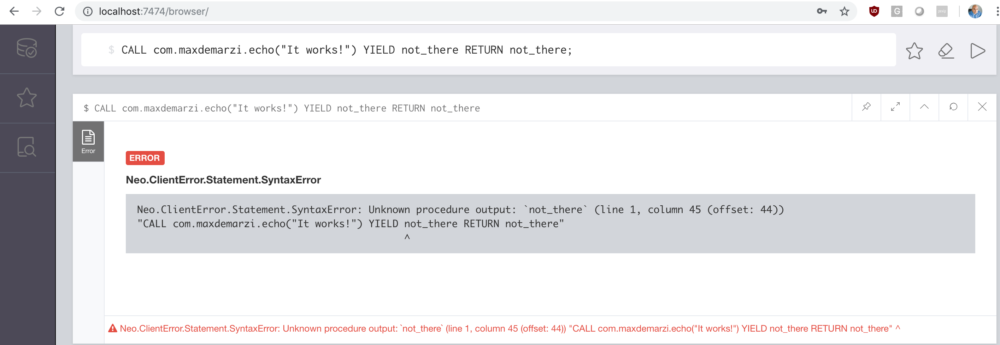 localhost:7474/browser/
UO
G
pexip
$ CALL com.maxdemarzi.echo("It works!") YIELD not_there RETURN not_there;
$ CALL com.maxdemarzi.echo("It works!") YIELD not_there RETURN not_there
Error
ERROR
Neo.ClientError.Statement.SyntaxError
Neo.ClientError.Statement.SyntaxError: Unknown procedure output: `not_there` (line 1, column 45 (offset: 44))
"CALL com.maxdemarzi.echo("It works!") YIELD not_there RETURN not_there"
^
Neo.ClientError.Statement.SyntaxError: Unknown procedure output: `not_there` (line 1, column 45 (offset: 44)) "CALL com.maxdemarzi.echo("It works!") YIELD not_there RETURN not_there" ^